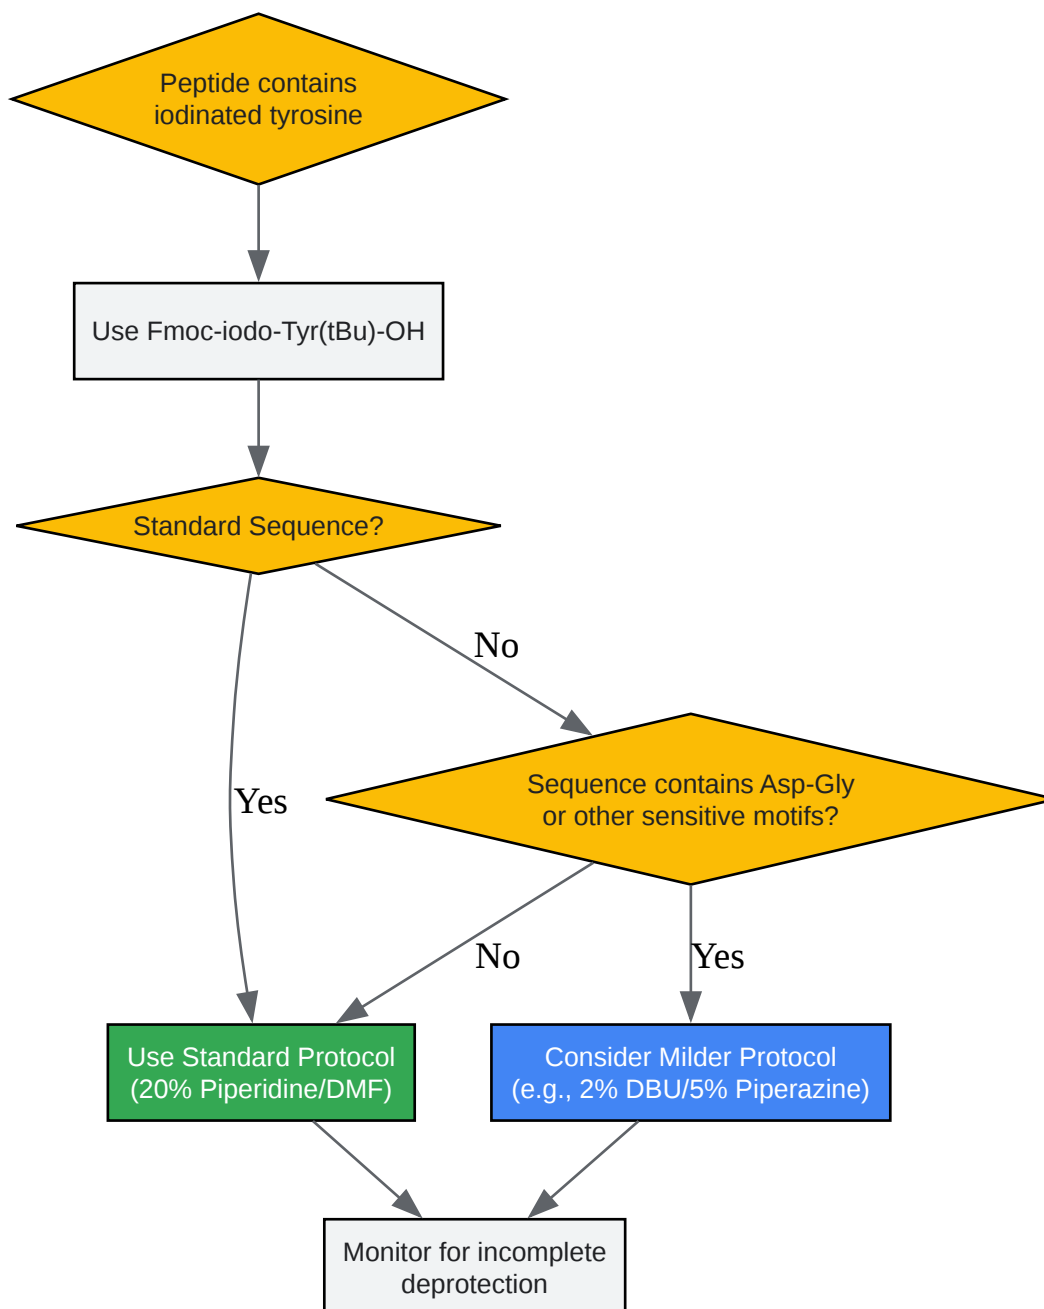 Peptide contains
iodinated tyrosine
Use Fmoc-iodo-Tyr(tBu)-OH
Standard Sequence?
No
Yes
Sequence contains Asp-Gly
or other sensitive motifs?
No
Yes
Use Standard Protocol
(20% Piperidine/DMF)
Consider Milder Protocol
(e.g., 2% DBU/5% Piperazine)
Monitor for incomplete
deprotection